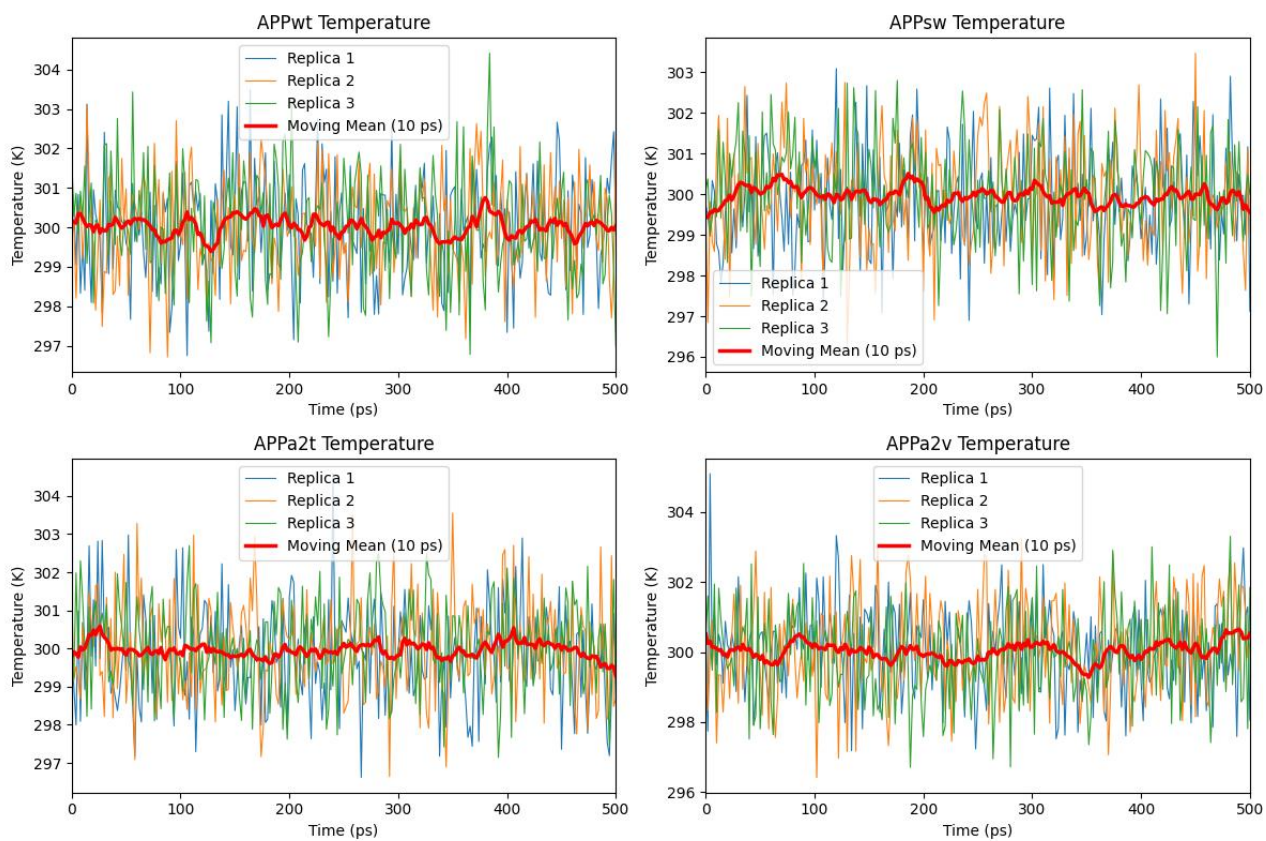 APPwt Temperature
Temperature (K)
304
303
302
301
300
299
298
297
Replica 1
Replica 2
Replica 3
Moving Mean (10 ps)
0 100 200 300 400 500
Time (ps)
APPsw Temperature
Temperature (K)
303
302
301
300
299
298
297
296
Replica 1
Replica 2
Replica 3
Moving Mean (10 ps)
0 100 200 300 400 500
Time (ps)
APPa2t Temperature
Temperature (K)
304
303
302
301
300
299
298
297
Replica 1
Replica 2
Replica 3
Moving Mean (10 ps)
0 100 200 300 400 500
Time (ps)
APPa2v Temperature
Temperature (K)
304
302
300
298
296
Replica 1
Replica 2
Replica 3
Moving Mean (10 ps)
0 100 200 300 400 500
Time (ps)